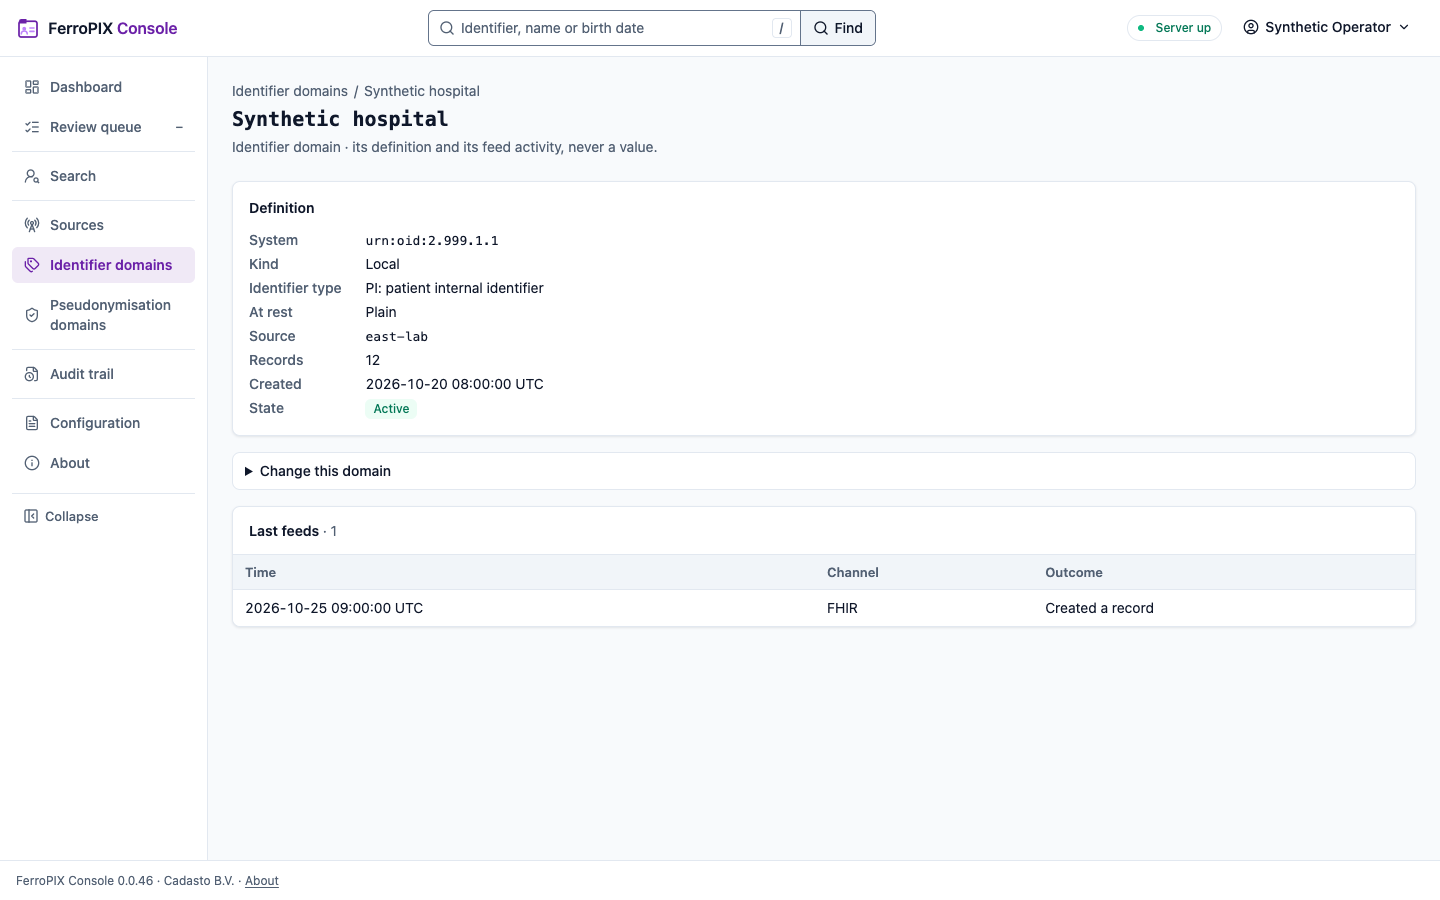 FerroPIX Console
Identifier, name or birth date
/
Find
Server up
Synthetic Operator
Dashboard
Review queue –
Search
Sources
Identifier domains
Pseudonymisation
domains
Audit trail
Configuration
About
Collapse
Identifier domains / Synthetic hospital
Synthetic hospital
Identifier domain · its definition and its feed activity, never a value.
Definition
System urn:oid:2.999.1.1
Kind Local
Identifier type PI: patient internal identifier
At rest Plain
Source east-lab
Records 12
Created 2026-10-20 08:00:00 UTC
State Active
Change this domain
Last feeds · 1
Time Channel Outcome
2026-10-25 09:00:00 UTC FHIR Created a record
FerroPIX Console 0.0.46 · Cadasto B.V. · About